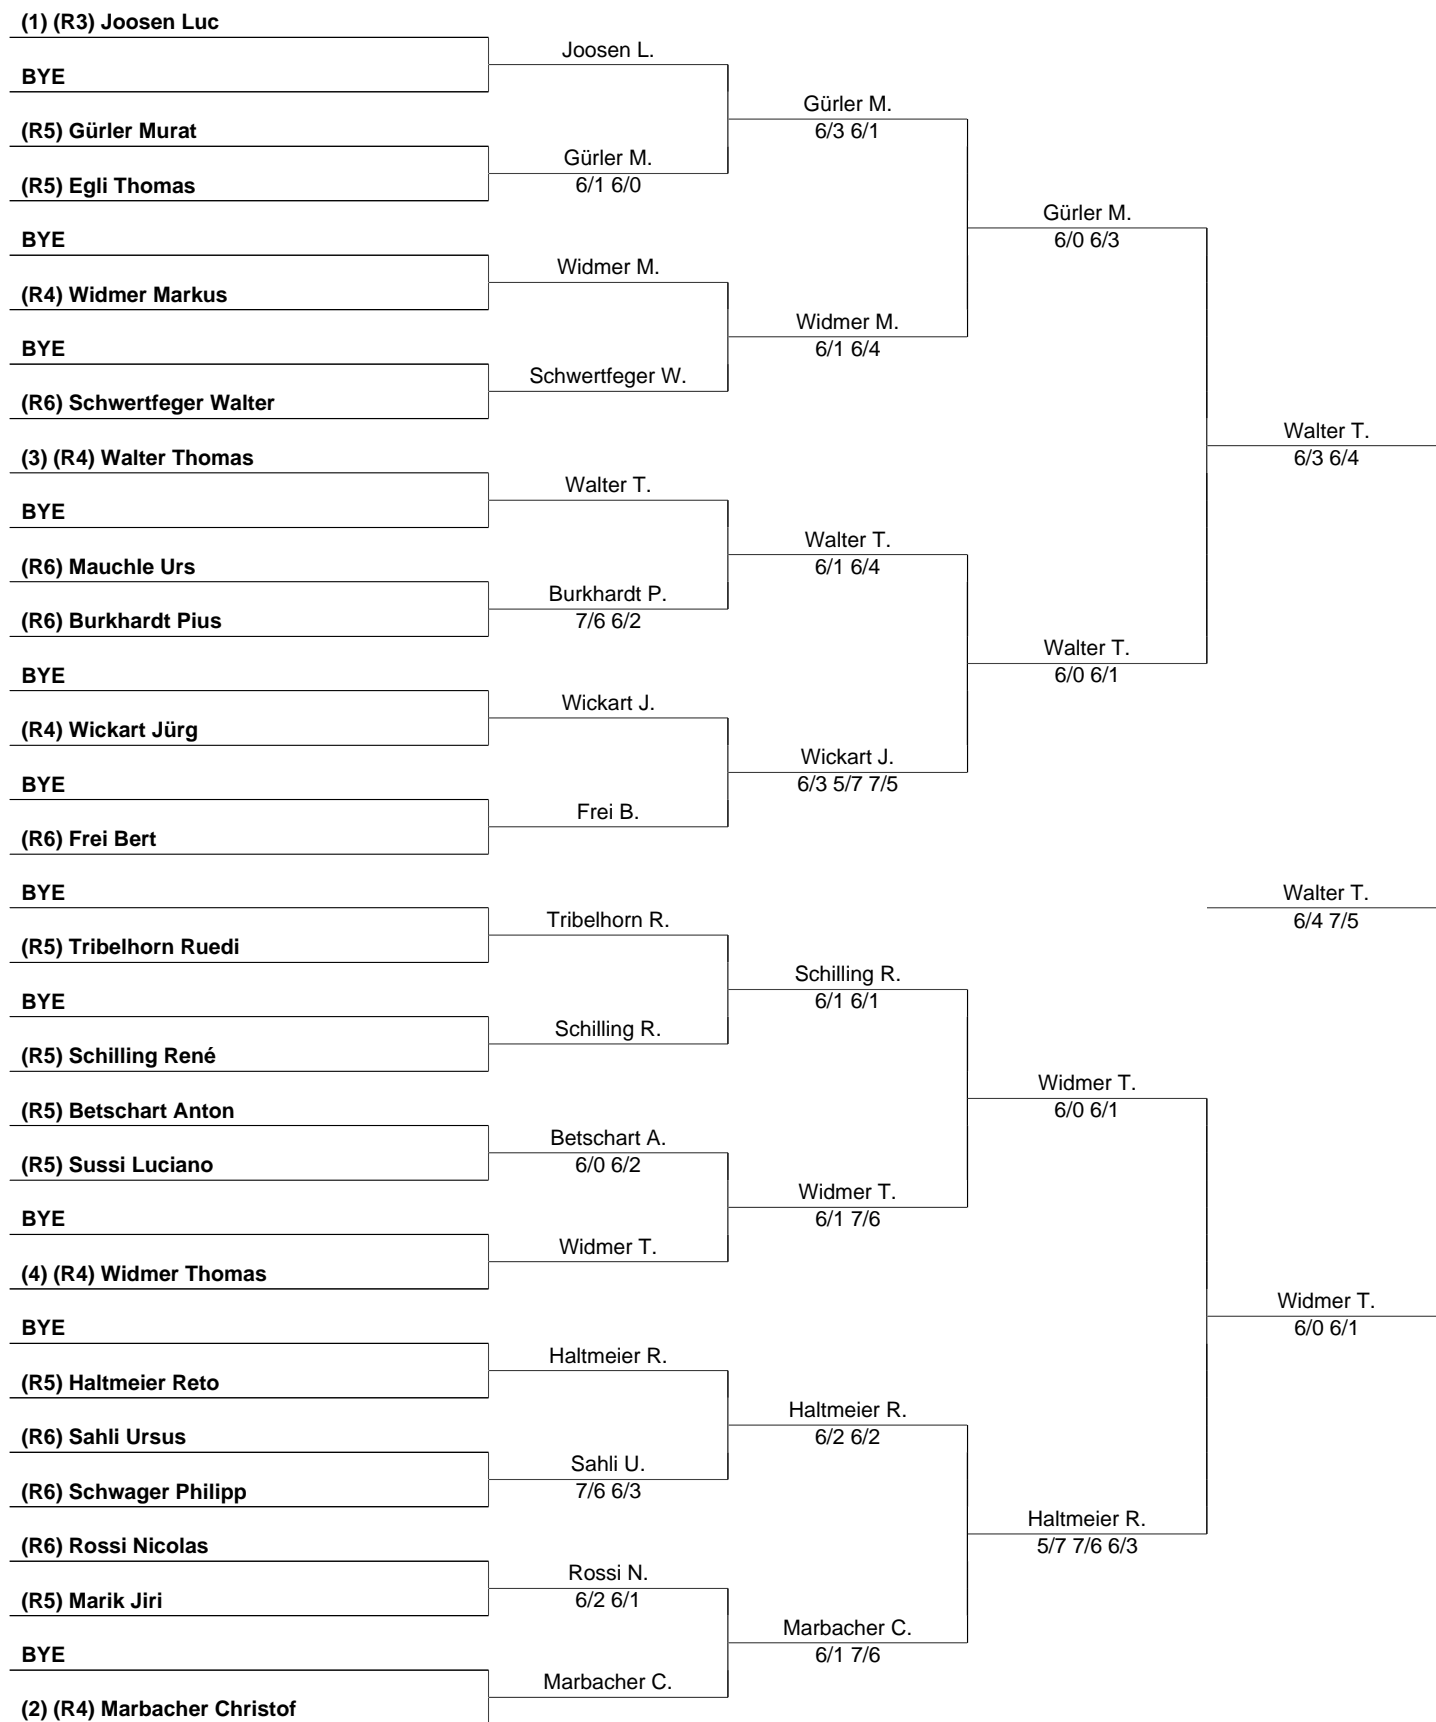 (1) (R3) Joosen Luc
BYE
(R5) Gürler Murat
(R5) Egli Thomas
BYE
(R4) Widmer Markus
BYE
(R6) Schwertfeger Walter
(3) (R4) Walter Thomas
BYE
(R6) Mauchle Urs
(R6) Burkhardt Pius
BYE
(R4) Wickart Jürg
BYE
(R6) Frei Bert
BYE
(R5) Tribelhorn Ruedi
BYE
(R5) Schilling René
(R5) Betschart Anton
(R5) Sussi Luciano
BYE
(4) (R4) Widmer Thomas
BYE
(R5) Haltmeier Reto
(R6) Sahli Ursus
(R6) Schwager Philipp
(R6) Rossi Nicolas
(R5) Marik Jiri
BYE
(2) (R4) Marbacher Christof
Joosen L.
Gürler M.
6/1 6/0
Widmer M.
Schwertfeger W.
Walter T.
Burkhardt P.
7/6 6/2
Wickart J.
Frei B.
Tribelhorn R.
Schilling R.
Betschart A.
6/0 6/2
Widmer T.
Haltmeier R.
Sahli U.
7/6 6/3
Rossi N.
6/2 6/1
Marbacher C.
Gürler M.
6/3 6/1
Widmer M.
6/1 6/4
Walter T.
6/1 6/4
Wickart J.
6/3 5/7 7/5
Schilling R.
6/1 6/1
Widmer T.
6/1 7/6
Haltmeier R.
6/2 6/2
Marbacher C.
6/1 7/6
Gürler M.
6/0 6/3
Walter T.
6/0 6/1
Widmer T.
6/0 6/1
Haltmeier R.
5/7 7/6 6/3
Walter T.
6/3 6/4
Walter T.
6/4 7/5
Widmer T.
6/0 6/1